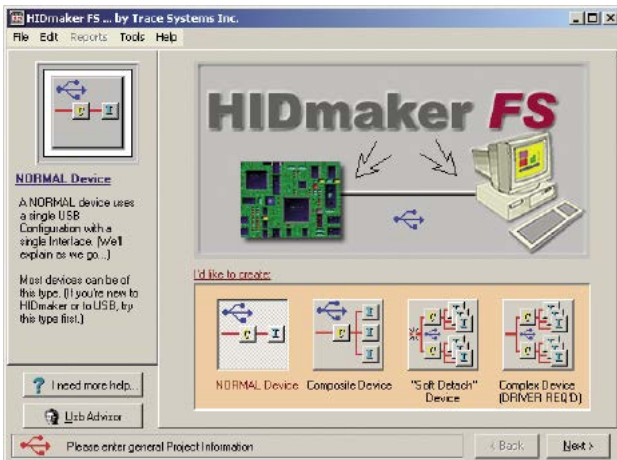 HIDmaker FS ... by Trace Systems Inc.
File Edit Reports Tools Help
HIDmaker FS
C I
NORMAL Device
A NORMAL device uses
a single USB
Configuration with a
single Interface. (We'll
explain as we go...)
Most devices can be of
this type. (If you're new to
HIDmaker or to USB, try
this type first.)
I'd like to create:
C I
C I I I
C I
C I
NORMAL Device
Composite Device
"Soft Detach"
Device
Complex Device
(DRIVER REQ'D)
? I need more help...
Usb Advisor
Please enter general Project Information
< Back
Next >